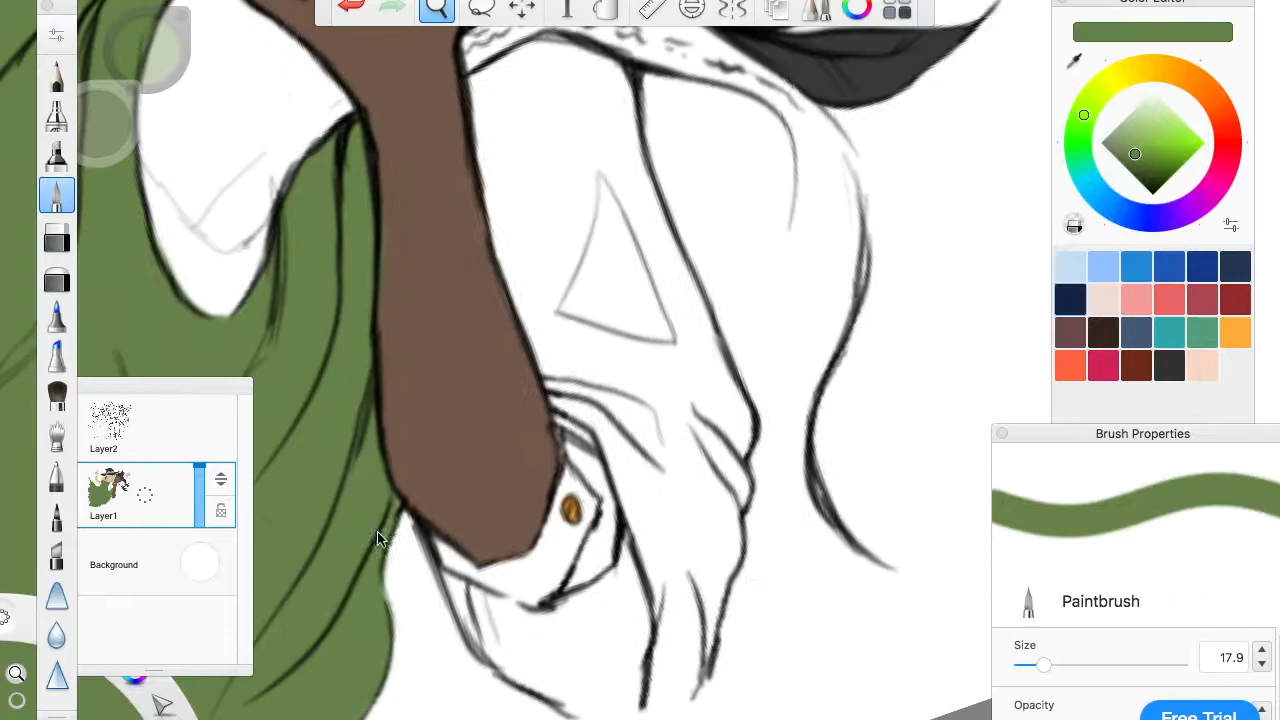 Color Editor
Layer2
Layer1
Background
Brush Properties
Paintbrush
Size
17.9
Opacity
Free Trial